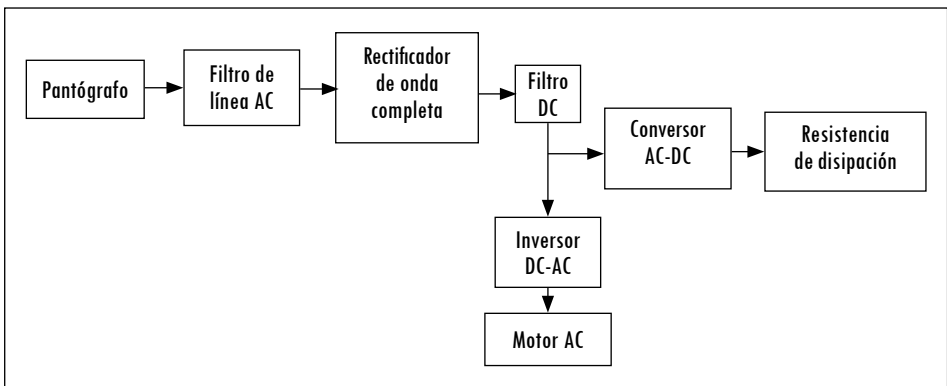 Pantógrafo
Filtro de
línea AC
Rectificador
de onda
completa
Filtro
DC
Conversor
AC-DC
Resistencia
de disipación
Inversor
DC-AC
Motor AC